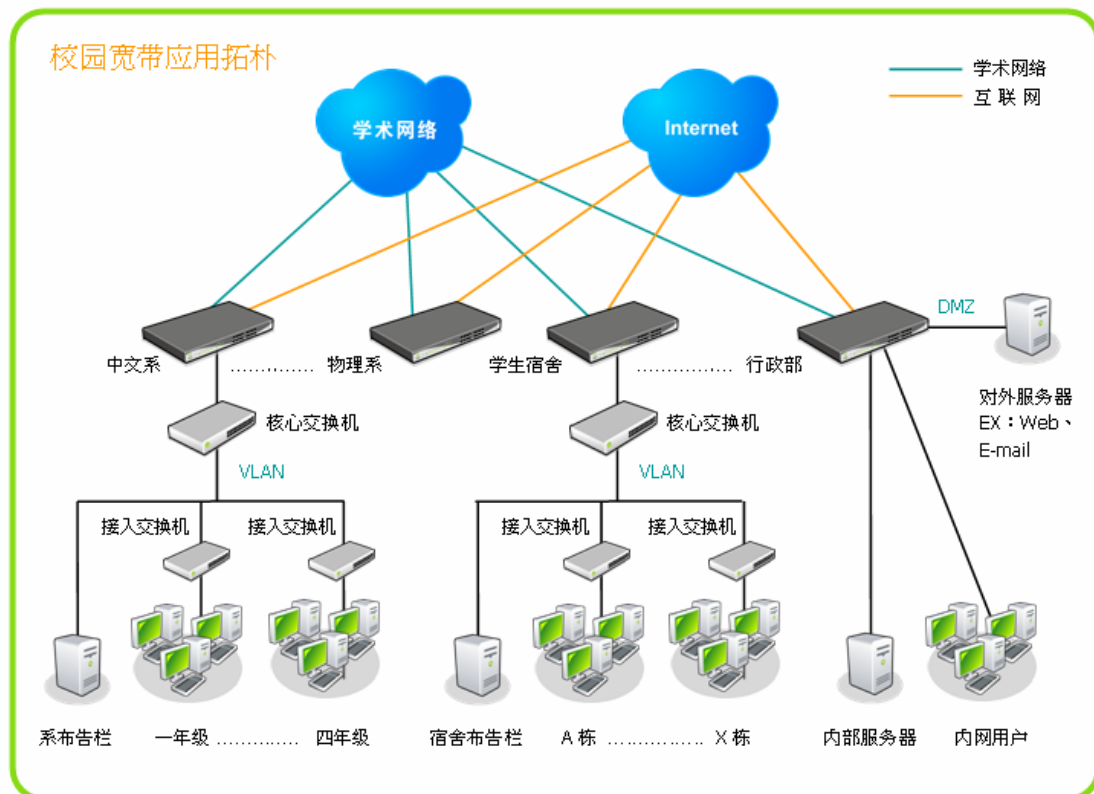 校园宽带应用拓朴
学术网络
互联网
学术网络
Internet
DMZ
中文系
..............
物理系
学生宿舍
................
行政部
对外服务器
EX：Web、
E-mail
核心交换机
核心交换机
VLAN
VLAN
接入交换机
接入交换机
接入交换机
接入交换机
系布告栏
一年级 .............. 四年级
宿舍布告栏
A 栋 ................ X 栋
内部服务器
内网用户